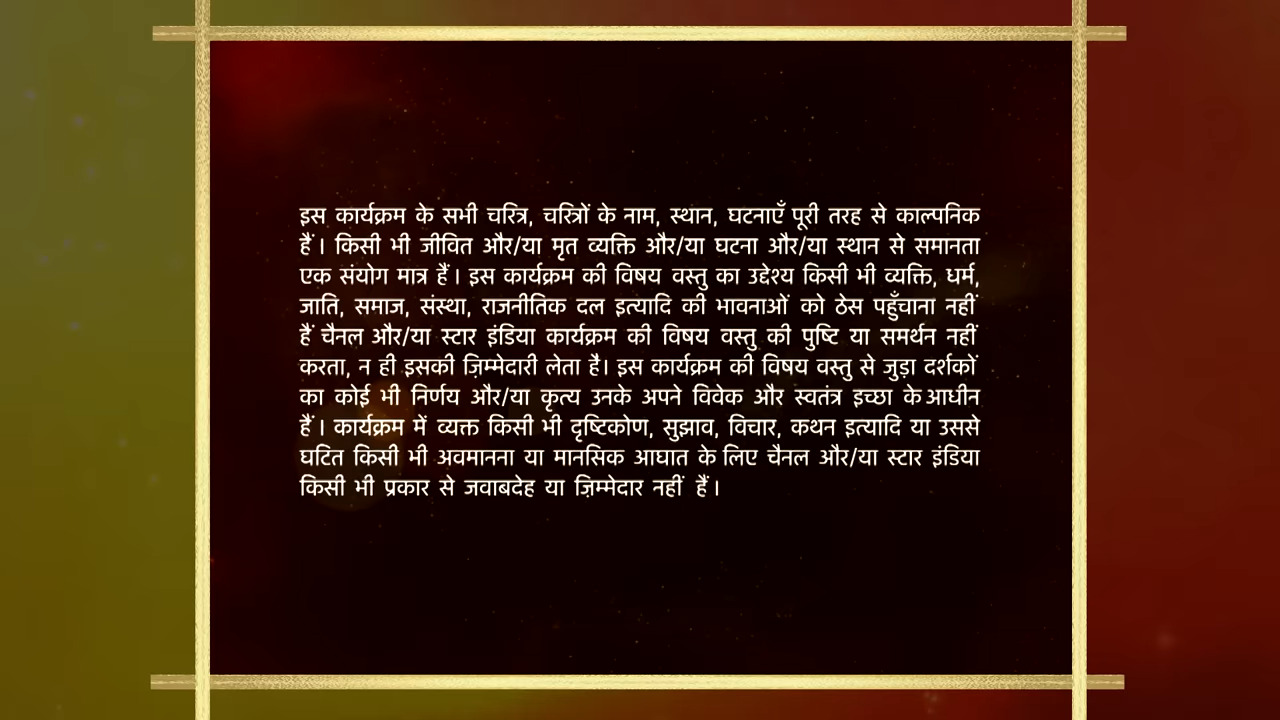 इस कार्यक्रम के सभी चरित्र, चरित्रों के नाम, स्थान, घटनाएँ पूरी तरह से काल्पनिक
हैं । किसी भी जीवित और/या मृत व्यक्ति और/या घटना और/या स्थान से समानता
एक संयोग मात्र हैं । इस कार्यक्रम की विषय वस्तु का उद्देश्य किसी भी व्यक्ति, धर्म,
जाति, समाज, संस्था, राजनीतिक दल इत्यादि की भावनाओं को ठेस पहुँचाना नहीं
हैं चैनल और/या स्टार इंडिया कार्यक्रम की विषय वस्तु की पुष्टि या समर्थन नहीं
करता, न ही इसकी ज़िम्मेदारी लेता है। इस कार्यक्रम की विषय वस्तु से जुड़ा दर्शकों
का कोई भी निर्णय और/या कृत्य उनके अपने विवेक और स्वतंत्र इच्छा के आधीन
हैं । कार्यक्रम में व्यक्त किसी भी दृष्टिकोण, सुझाव, विचार, कथन इत्यादि या उससे
घटित किसी भी अवमानना या मानसिक आघात के लिए चैनल और/या स्टार इंडिया
किसी भी प्रकार से जवाबदेह या ज़िम्मेदार नहीं हैं ।